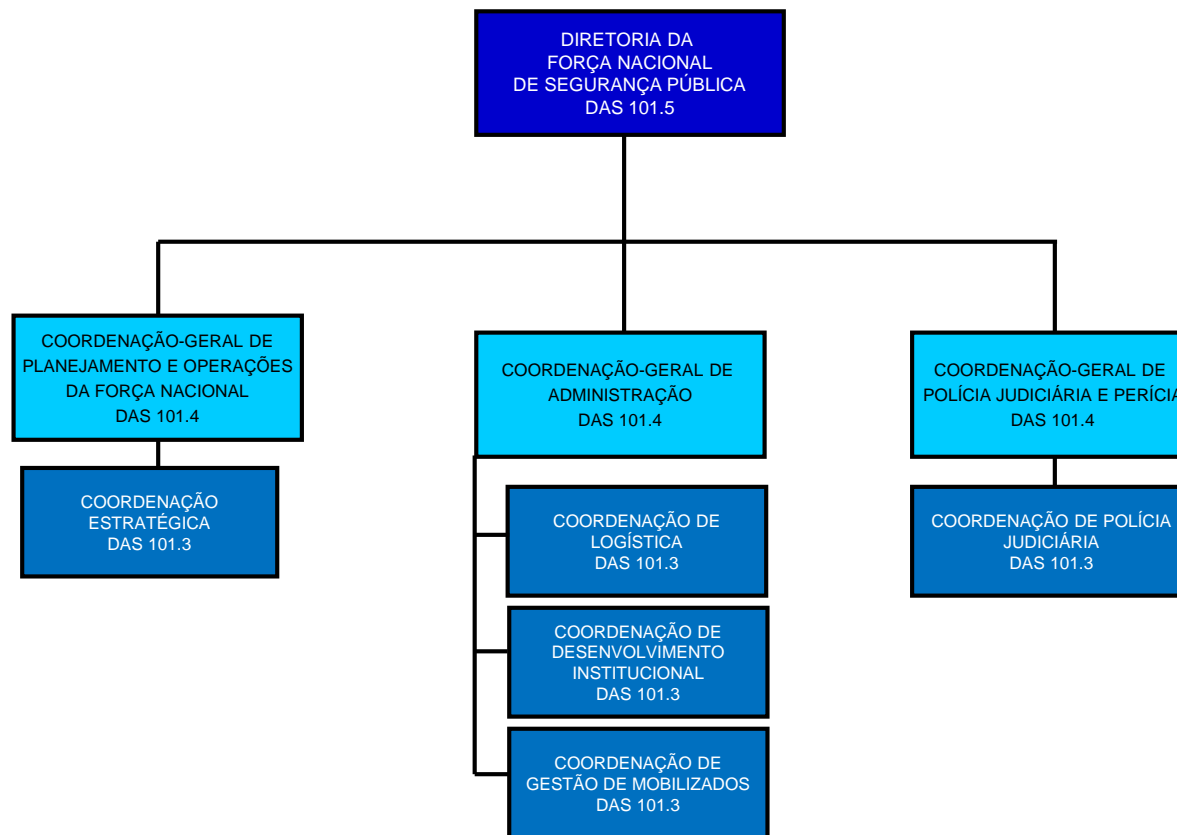 DIRETORIA DA
FORÇA NACIONAL
DE SEGURANÇA PÚBLICA
DAS 101.5
COORDENAÇÃO-GERAL DE
PLANEJAMENTO E OPERAÇÕES
DA FORÇA NACIONAL
DAS 101.4
COORDENAÇÃO
ESTRATÉGICA
DAS 101.3
COORDENAÇÃO-GERAL DE
ADMINISTRAÇÃO
DAS 101.4
COORDENAÇÃO DE
LOGÍSTICA
DAS 101.3
COORDENAÇÃO DE
DESENVOLVIMENTO
INSTITUCIONAL
DAS 101.3
COORDENAÇÃO DE
GESTÃO DE MOBILIZADOS
DAS 101.3
COORDENAÇÃO-GERAL DE
POLÍCIA JUDICIÁRIA E PERÍCIA
DAS 101.4
COORDENAÇÃO DE POLÍCIA
JUDICIÁRIA
DAS 101.3